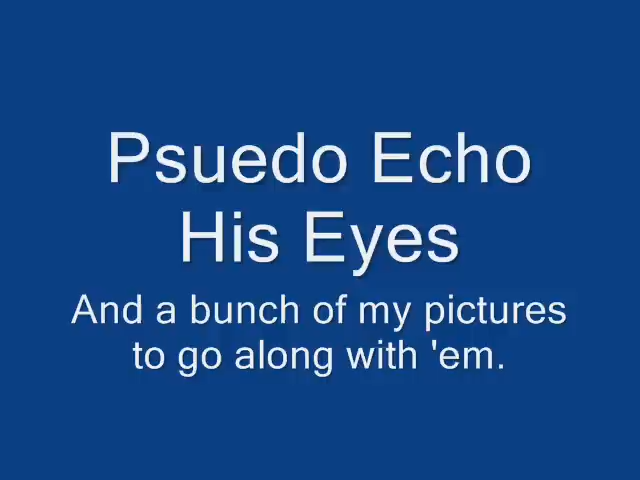 Psuedo Echo
His Eyes
And a bunch of my pictures
to go along with 'em.